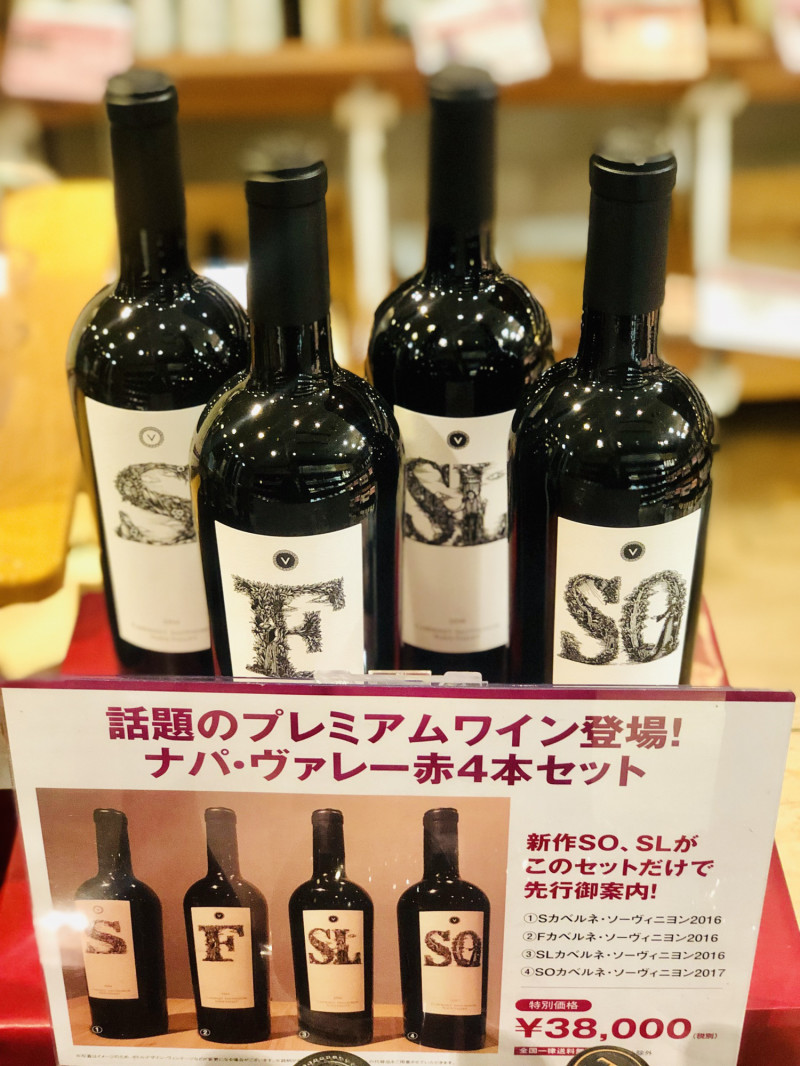 V
S
V
SL
V
F
V
SO
CABERNET SAUVIGNON
話題のプレミアムワイン登場!
ナパ・ヴァレー赤4本セット
S
F
SL
SO
① ② ③ ④
新作SO、SLが
このセットだけで
先行御案内!
①Sカベルネ・ソーヴィニヨン2016
②Fカベルネ・ソーヴィニヨン2016
③SLカベルネ・ソーヴィニヨン2016
④SOカベルネ・ソーヴィニヨン2017
特別価格
¥38,000(税別)
全国一律送料